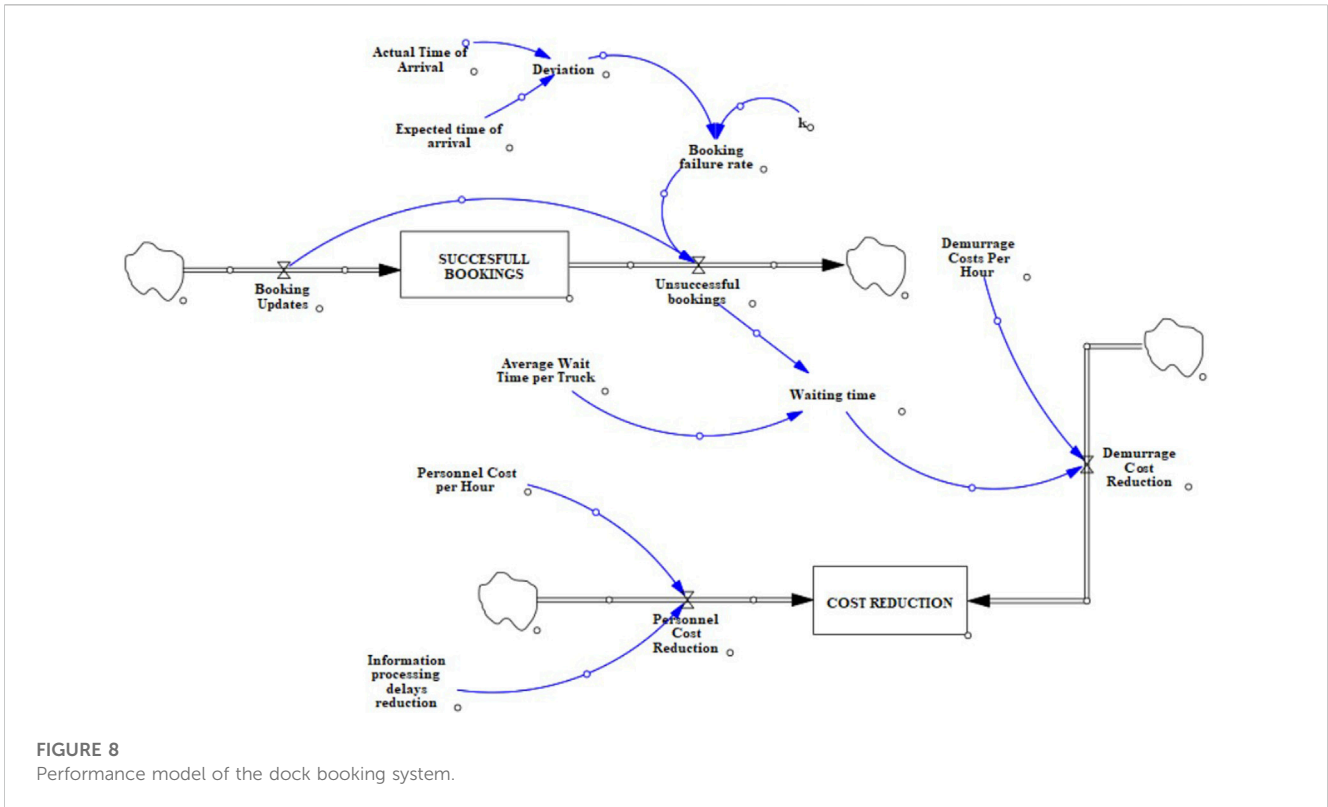 Actual Time of
Arrival
Deviation
Expected time of
arrival
k
Booking
failure rate
SUCCESFULL
BOOKINGS
Booking
Updates
Unsuccessful
bookings
Demurrage
Costs Per
Hour
Average Wait
Time per Truck
Waiting time
Demurrage
Cost
Reduction
Personnel Cost
per Hour
COST REDUCTION
Personnel
Cost
Reduction
Information
processing
delays
reduction
FIGURE 8
Performance model of the dock booking system.